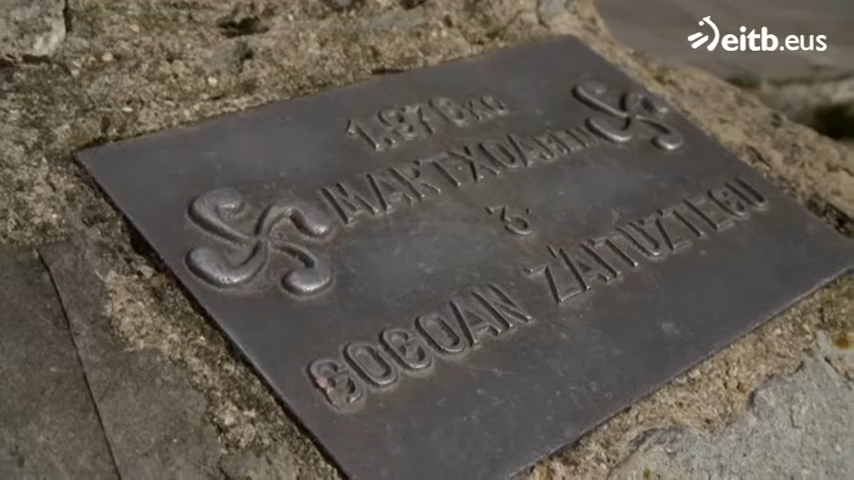 eitb.eus
1.976KO
MARTXOAREN
3
GOGOAN ZAITUZTEGU